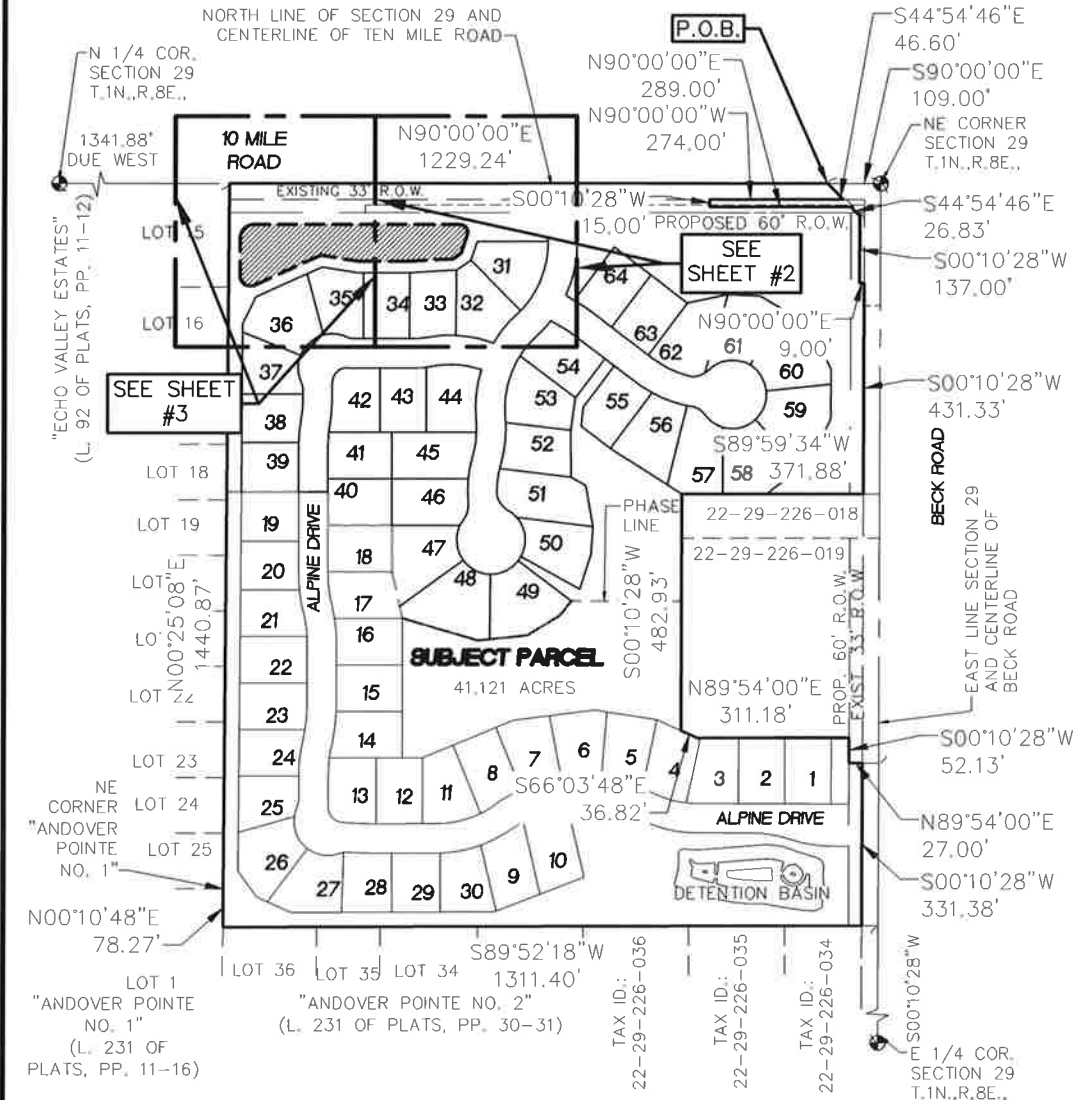 NORTH LINE OF SECTION 29 AND
CENTERLINE OF TEN MILE ROAD
P.O.B.
S44°54'46"E
46.60'
N 1/4 COR.
SECTION 29
T.1N.,R.8E.,
N90°00'00"E
289.00'
S90°00'00"E
109.00'
N90°00'00"W
274.00'
NE CORNER
SECTION 29
T.1N.,R.8E.,
1341.88'
DUE WEST
10 MILE
ROAD
N90°00'00"E
1229.24'
EXISTING 33' R.O.W.
S00°10'28"W
15.00'
PROPOSED 60' R.O.W.
S44°54'46"E
26.83'
"ECHO VALLEY ESTATES"
(L. 92 OF PLATS, PP. 11-12)
SEE
SHEET #2
S00°10'28"W
137.00'
LOT 15
LOT 16
31
64
35
34
33
32
36
63
62
N90°00'00"E
9.00'
61
60
37
54
SEE SHEET
#3
38
42
43
44
53
55
59
S00°10'28"W
431.33'
56
S89°59'34"W
371.88'
39
41
45
52
57
58
LOT 18
40
46
51
PHASE
LINE
BECK ROAD
22-29-226-018
LOT 19
19
ALPINE DRIVE
18
47
50
22-29-226-019
LOT
20
48
49
17
S00°10'28"W
482.93'
N00°25'08"E
1440.87'
21
16
LO
SUBJECT PARCEL
41.121 ACRES
22
15
PROP. 60' R.O.W.
EXIST 33' R.O.W.
EAST LINE SECTION 29
AND CENTERLINE OF
BECK ROAD
LOT 22
23
N89°54'00"E
311.18'
14
24
LOT 23
S00°10'28"W
52.13'
8
7
6
5
4
3
2
1
13
12
11
S66°03'48"E
36.82'
NE
CORNER
"ANDOVER
POINTE
NO. 1"
LOT 24
25
ALPINE DRIVE
N89°54'00"E
27.00'
LOT 25
26
27
28
29
30
9
10
DETENTION BASIN
S00°10'28"W
331.38'
N00°10'48"E
78.27'
S89°52'18"W
1311.40'
LOT 36
LOT 35
LOT 34
LOT 1
"ANDOVER POINTE
NO. 1"
(L. 231 OF
PLATS, PP. 11-16)
"ANDOVER POINTE NO. 2"
(L. 231 OF PLATS, PP. 30-31)
TAX ID.:
22-29-226-036
TAX ID.:
22-29-226-035
TAX ID.:
22-29-226-034
S00°10'28"W
E 1/4 COR.
SECTION 29
T.1N.,R.8E.,